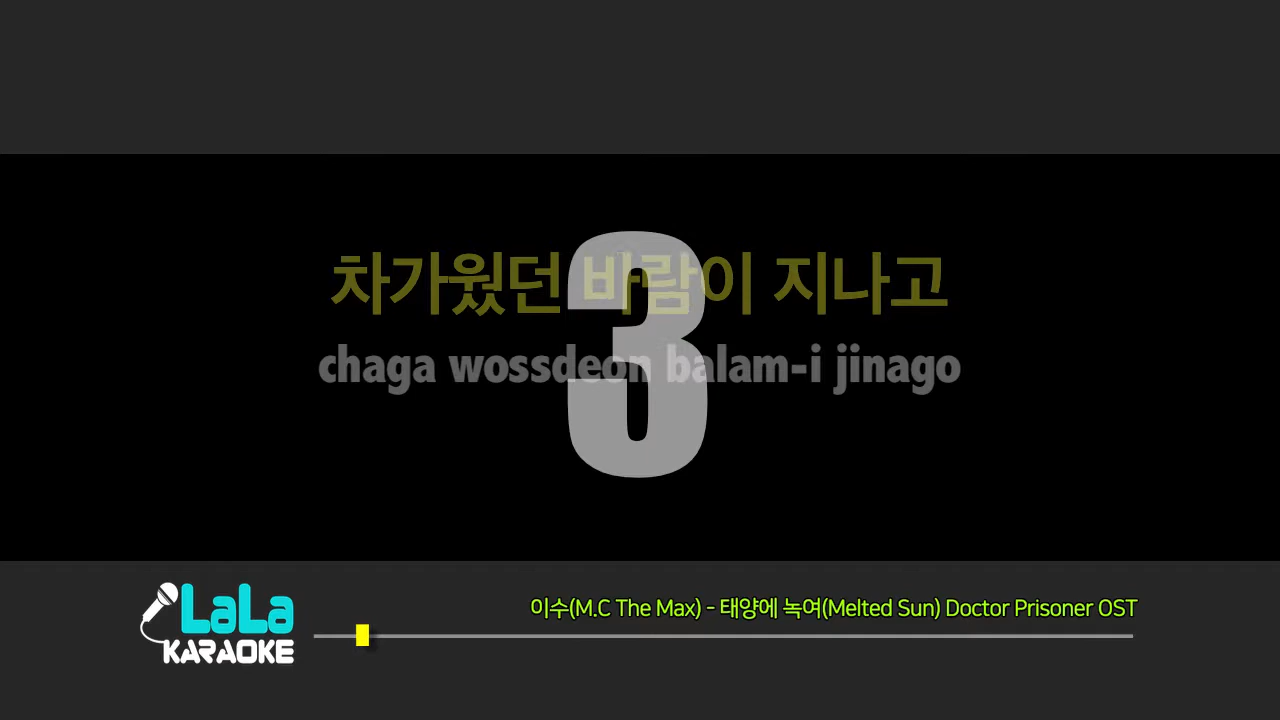 차가웠던 바람이 지나고
3
chaga wossdeon balam-i jinago
LaLa
KARAOKE
이수(M.C The Max) - 태양에 녹여(Melted Sun) Doctor Prisoner OST